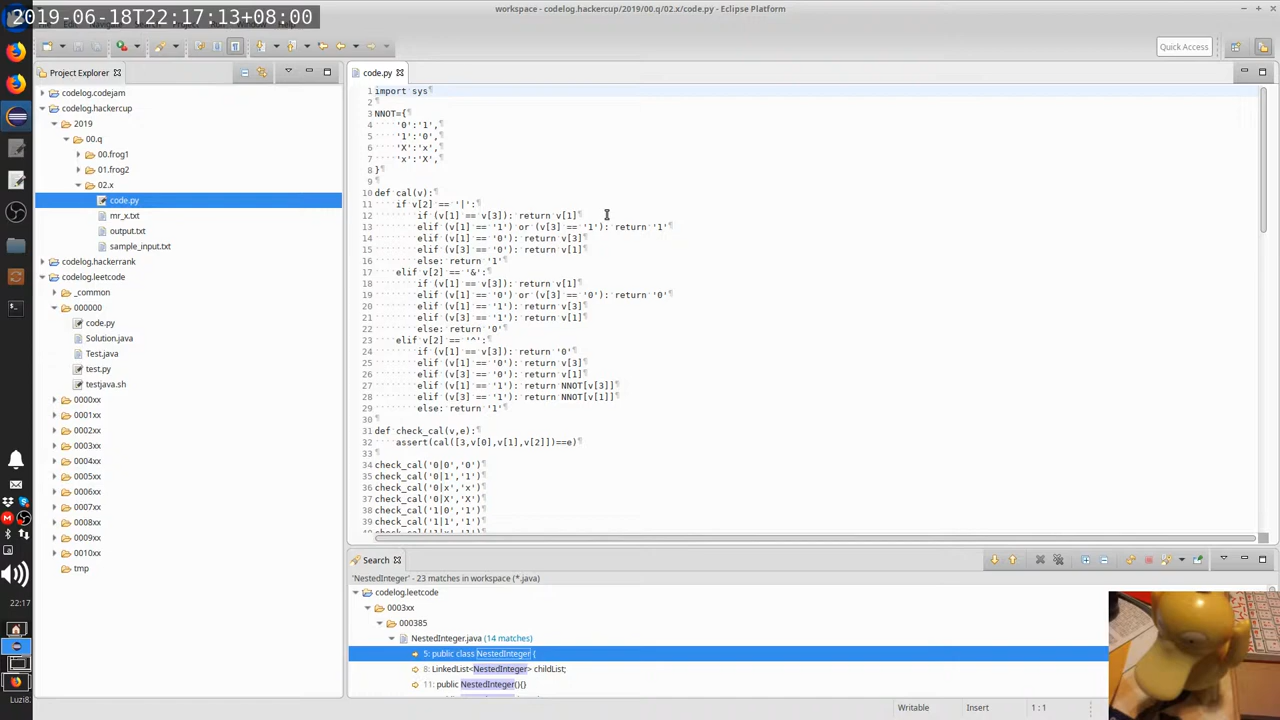 2019-06-18T22:17:13+08:00
workspace - codelog.hackercup/2019/00.q/02.x/code.py - Eclipse Platform
Quick Access
Project Explorer
codelog.codejam
codelog.hackercup
2019
00.q
00.frog1
01.frog2
02.x
code.py
mr_x.txt
output.txt
sample_input.txt
codelog.hackerrank
codelog.leetcode
_common
000000
code.py
Solution.java
Test.java
test.py
testjava.sh
0000xx
0001xx
0002xx
0003xx
0004xx
0005xx
0006xx
0007xx
0008xx
0009xx
0010xx
tmp
22:17
Luzi8
code.py
1 import sys
2
3 NNOT={
4     '0':'1',
5     '1':'0',
6     'X':'x',
7     'x':'X',
8 }
9
10 def cal(v):
11     if v[2] == '|':
12         if (v[1] == v[3]): return v[1]
13         elif (v[1] == '1') or (v[3] == '1'): return '1'
14         elif (v[1] == '0'): return v[3]
15         elif (v[3] == '0'): return v[1]
16         else: return '1'
17     elif v[2] == '&':
18         if (v[1] == v[3]): return v[1]
19         elif (v[1] == '0') or (v[3] == '0'): return '0'
20         elif (v[1] == '1'): return v[3]
21         elif (v[3] == '1'): return v[1]
22         else: return '0'
23     elif v[2] == '^':
24         if (v[1] == v[3]): return '0'
25         elif (v[1] == '0'): return v[3]
26         elif (v[3] == '0'): return v[1]
27         elif (v[1] == '1'): return NNOT[v[3]]
28         elif (v[3] == '1'): return NNOT[v[1]]
29         else: return '1'
30
31 def check_cal(v,e):
32     assert(cal([3,v[0],v[1],v[2]])==e)
33
34 check_cal('0|0','0')
35 check_cal('0|1','1')
36 check_cal('0|x','x')
37 check_cal('0|X','X')
38 check_cal('1|0','1')
39 check_cal('1|1','1')
Search
'NestedInteger' - 23 matches in workspace (*.java)
codelog.leetcode
0003xx
000385
NestedInteger.java (14 matches)
5: public class NestedInteger {
8: LinkedList<NestedInteger> childList;
11: public NestedInteger(){}
Writable
Insert
1 : 1